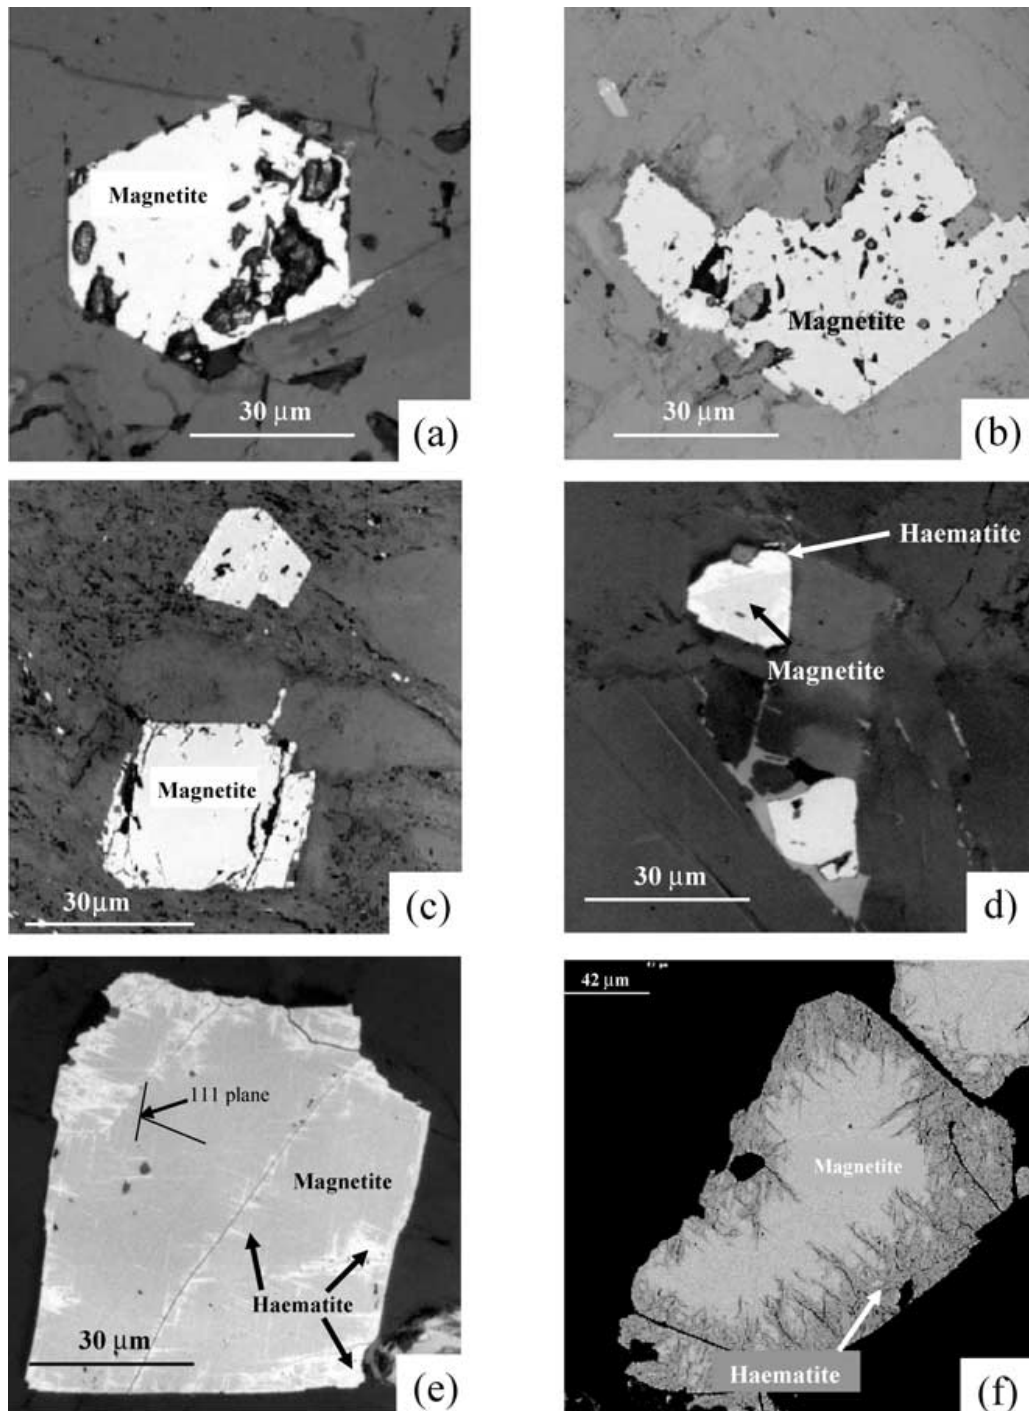 Magnetite
30 µm
(a)
Magnetite
30 µm
(b)
Magnetite
30µm
(c)
Haematite
Magnetite
30 µm
d)
111 plane
Magnetite
Haematite
30 µm
(e)
42 µm
Magnetite
Haematite
(f)